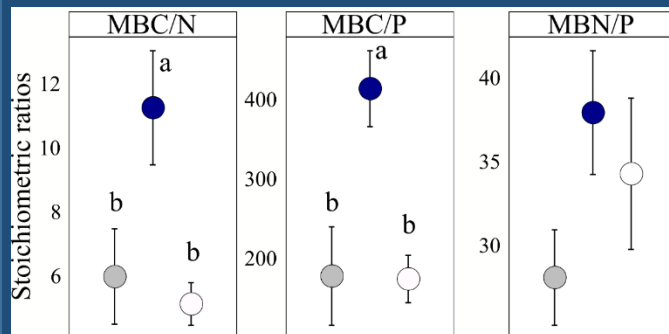 MBC/N
MBC/P
MBN/P
Stoichiometric ratios
12
10
8
6
a
b
b
400
300
200
a
b
b
40
35
30